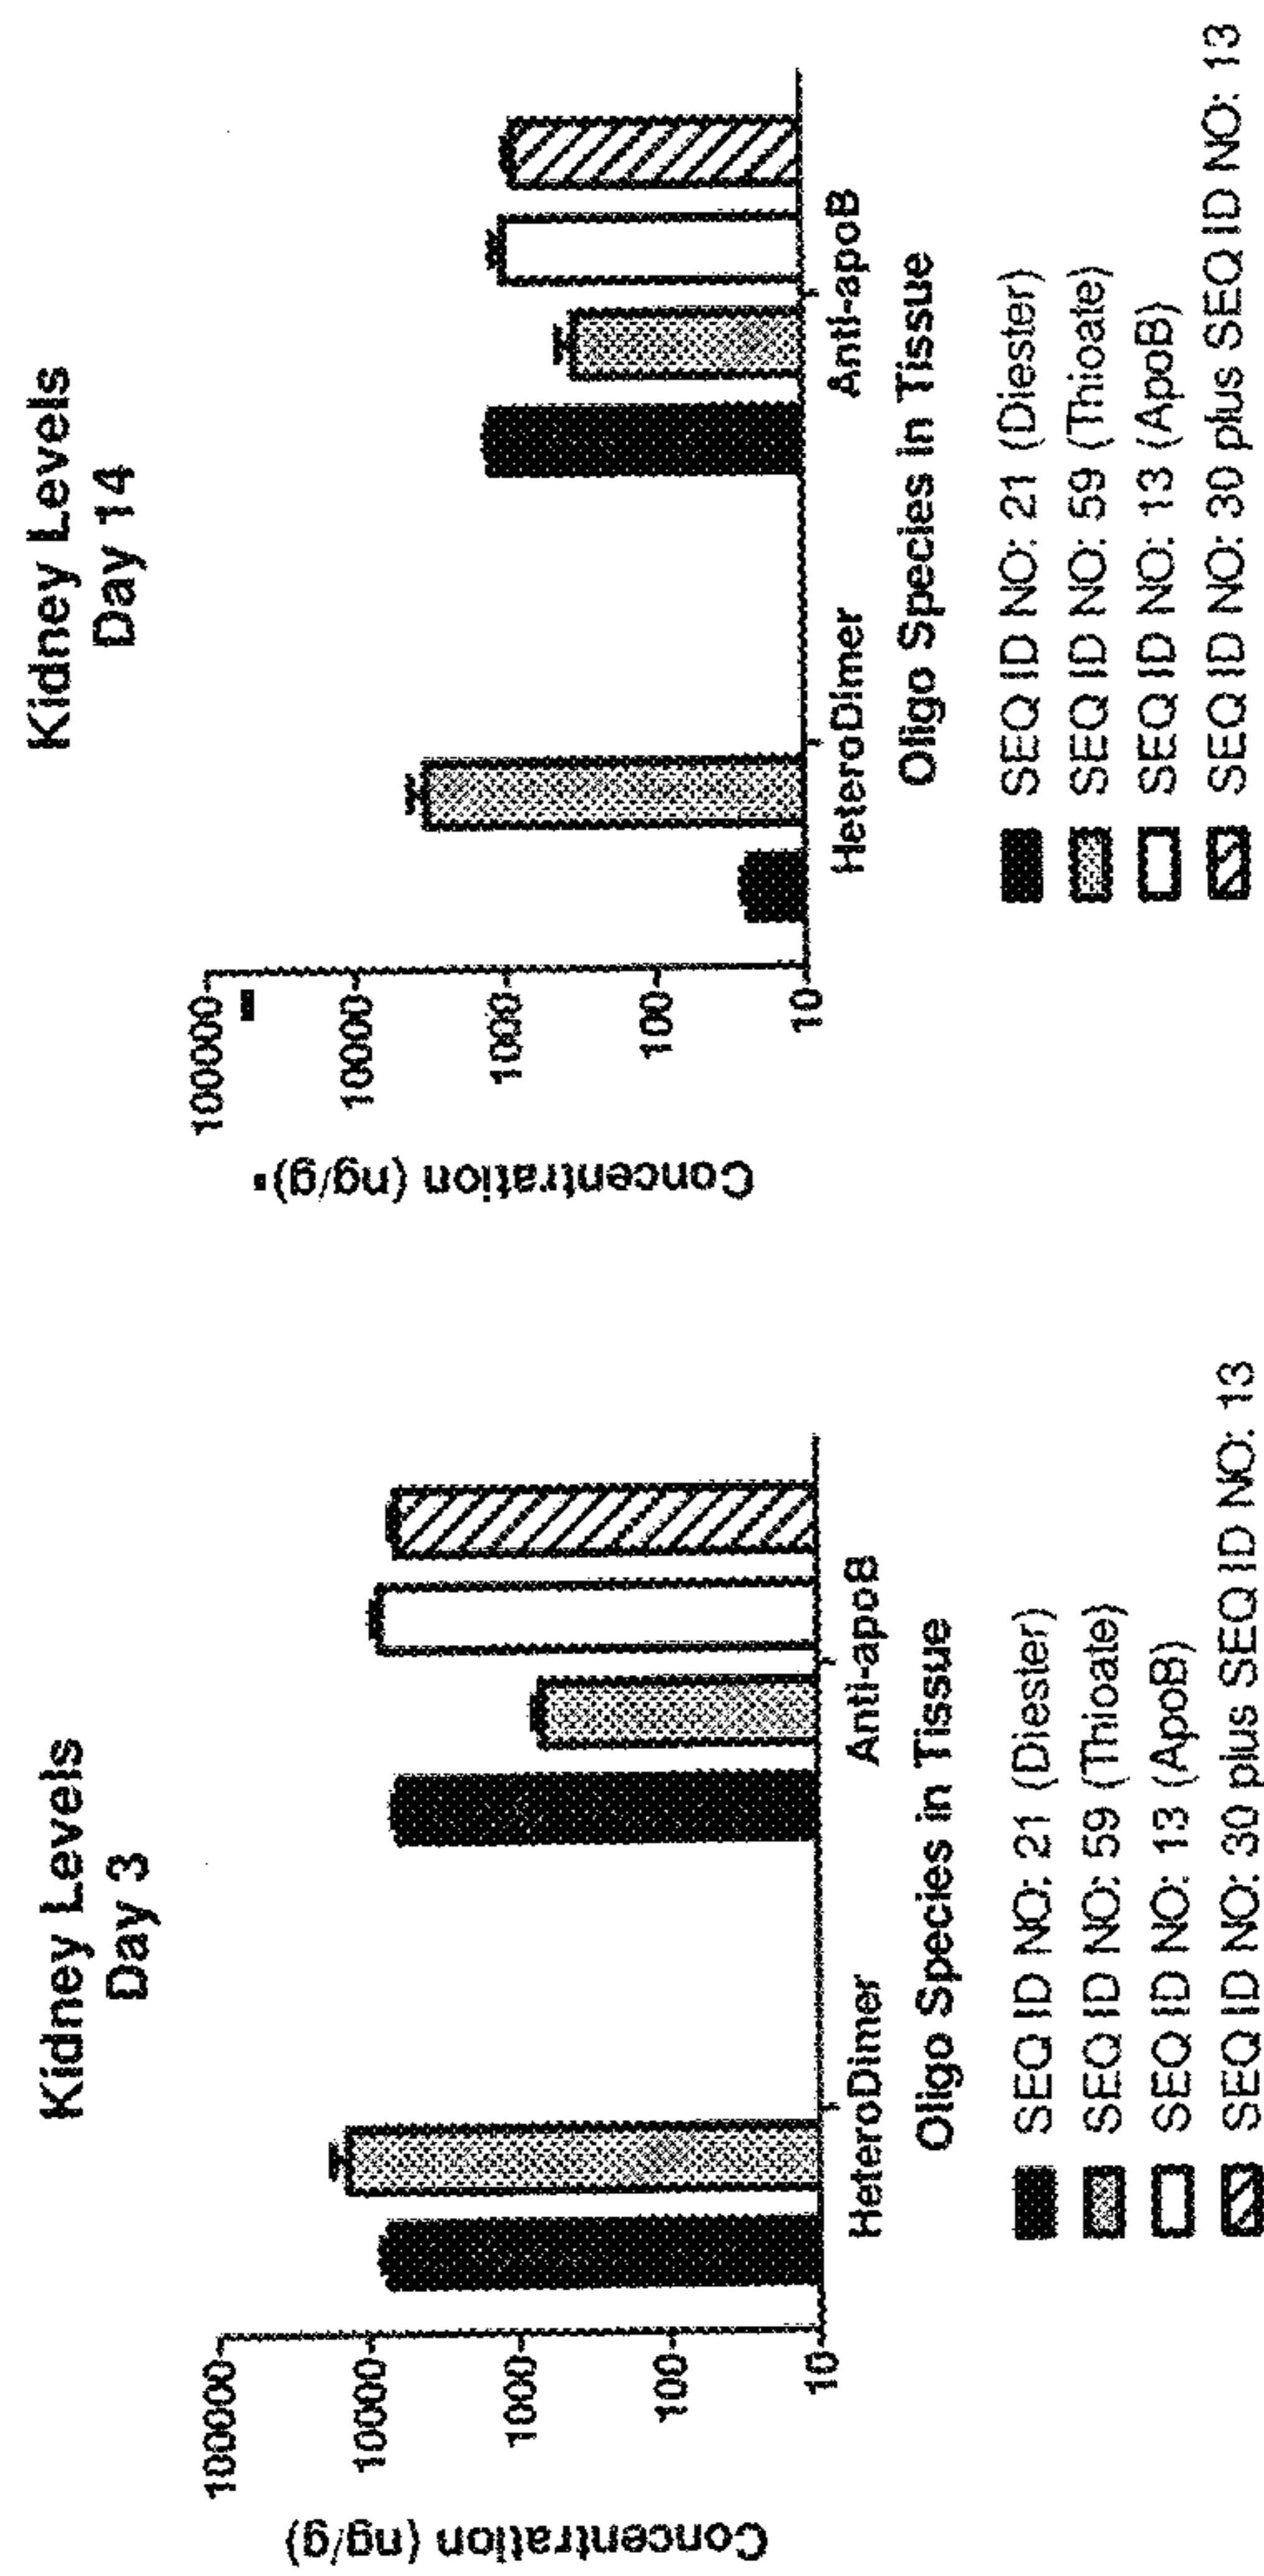 Kidney Levels
Day 3
Concentration (ng/g)
100000
10000
1000
100
10
HeteroDimer
Anti-apoB
Oligo Species in Tissue
SEQ ID NO: 21 (Diester)
SEQ ID NO: 59 (Thioate)
SEQ ID NO: 13 (ApoB)
SEQ ID NO: 30 plus SEQ ID NO: 13
Kidney Levels
Day 14
Concentration (ng/g)
100000
10000
1000
100
10
HeteroDimer
Anti-apoB
Oligo Species in Tissue
SEQ ID NO: 21 (Diester)
SEQ ID NO: 59 (Thioate)
SEQ ID NO: 13 (ApoB)
SEQ ID NO: 30 plus SEQ ID NO: 13